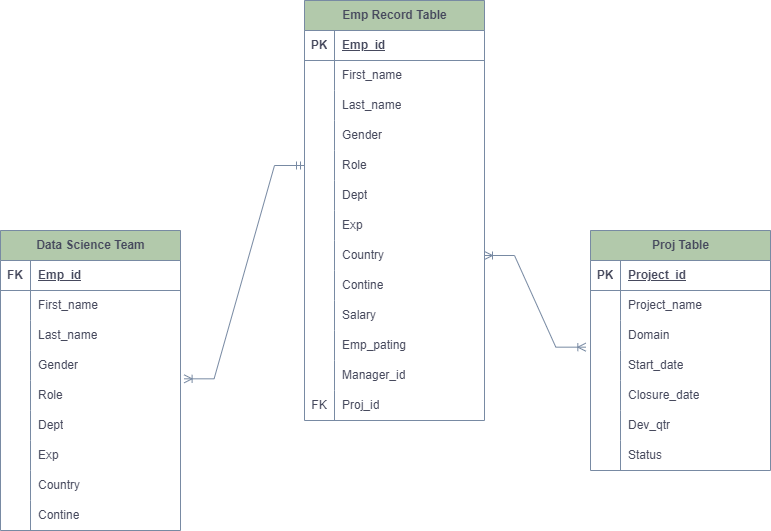 Emp Record Table
PK Emp_id
First_name
Last_name
Gender
Role
Dept
Exp
Country
Contine
Salary
Emp_pating
Manager_id
FK Proj_id
Data Science Team
FK Emp_id
First_name
Last_name
Gender
Role
Dept
Exp
Country
Contine
Proj Table
PK Project_id
Project_name
Domain
Start_date
Closure_date
Dev_qtr
Status